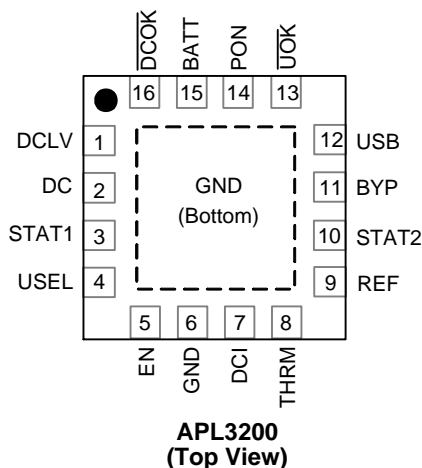 DCOK BATT PON UOK
16 15 14 13
DCLV 1 12 USB
DC 2 GND 11 BYP
(Bottom)
STAT1 3 10 STAT2
USEL 4 9 REF
5 6 7 8
EN GND DCI THRM
APL3200
(Top View)